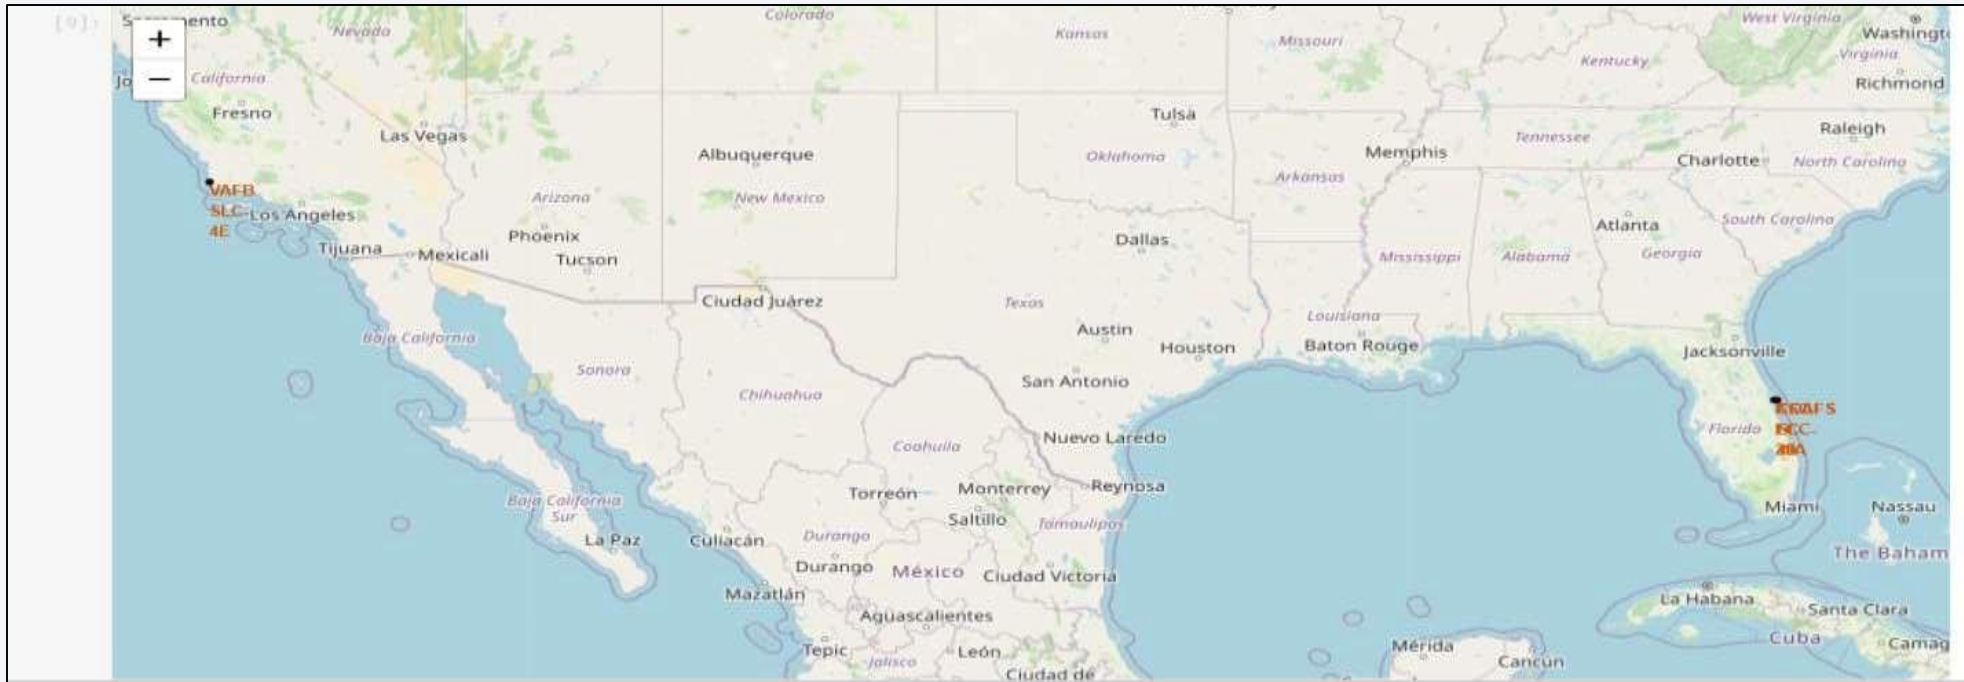 [9]:
Sacramento
Colorado
West Virginia
Nevada
Kansas
Missouri
Washingt
+
Kentucky
Virginia
−
California
Richmond
Fresno
Tulsa
Las Vegas
Raleigh
Albuquerque
Memphis
Tennessee
Oklahoma
Charlotte
North Carolina
Arkansas
VAFB
SLC-
4E
Arizona
New Mexico
Los Angeles
South Carolina
Atlanta
Phoenix
Dallas
Tijuana
Mexicali
Tucson
Mississippi
Alabama
Georgia
Ciudad Juárez
Texas
Louisiana
Austin
Baja California
Houston
Baton Rouge
Jacksonville
Sonora
San Antonio
Chihuahua
Florida
Nuevo Laredo
Coahuila
Torreón
Monterrey
Reynosa
Baja California
Sur
Miami
Nassau
Saltillo
Tamaulipas
La Paz
Culiacán
Durango
The Baham
Durango
México
Ciudad Victoria
Mazatlán
La Habana
Santa Clara
Aguascalientes
Cuba
Camag
Tepic
León
Mérida
Jalisco
Cancún
Ciudad de